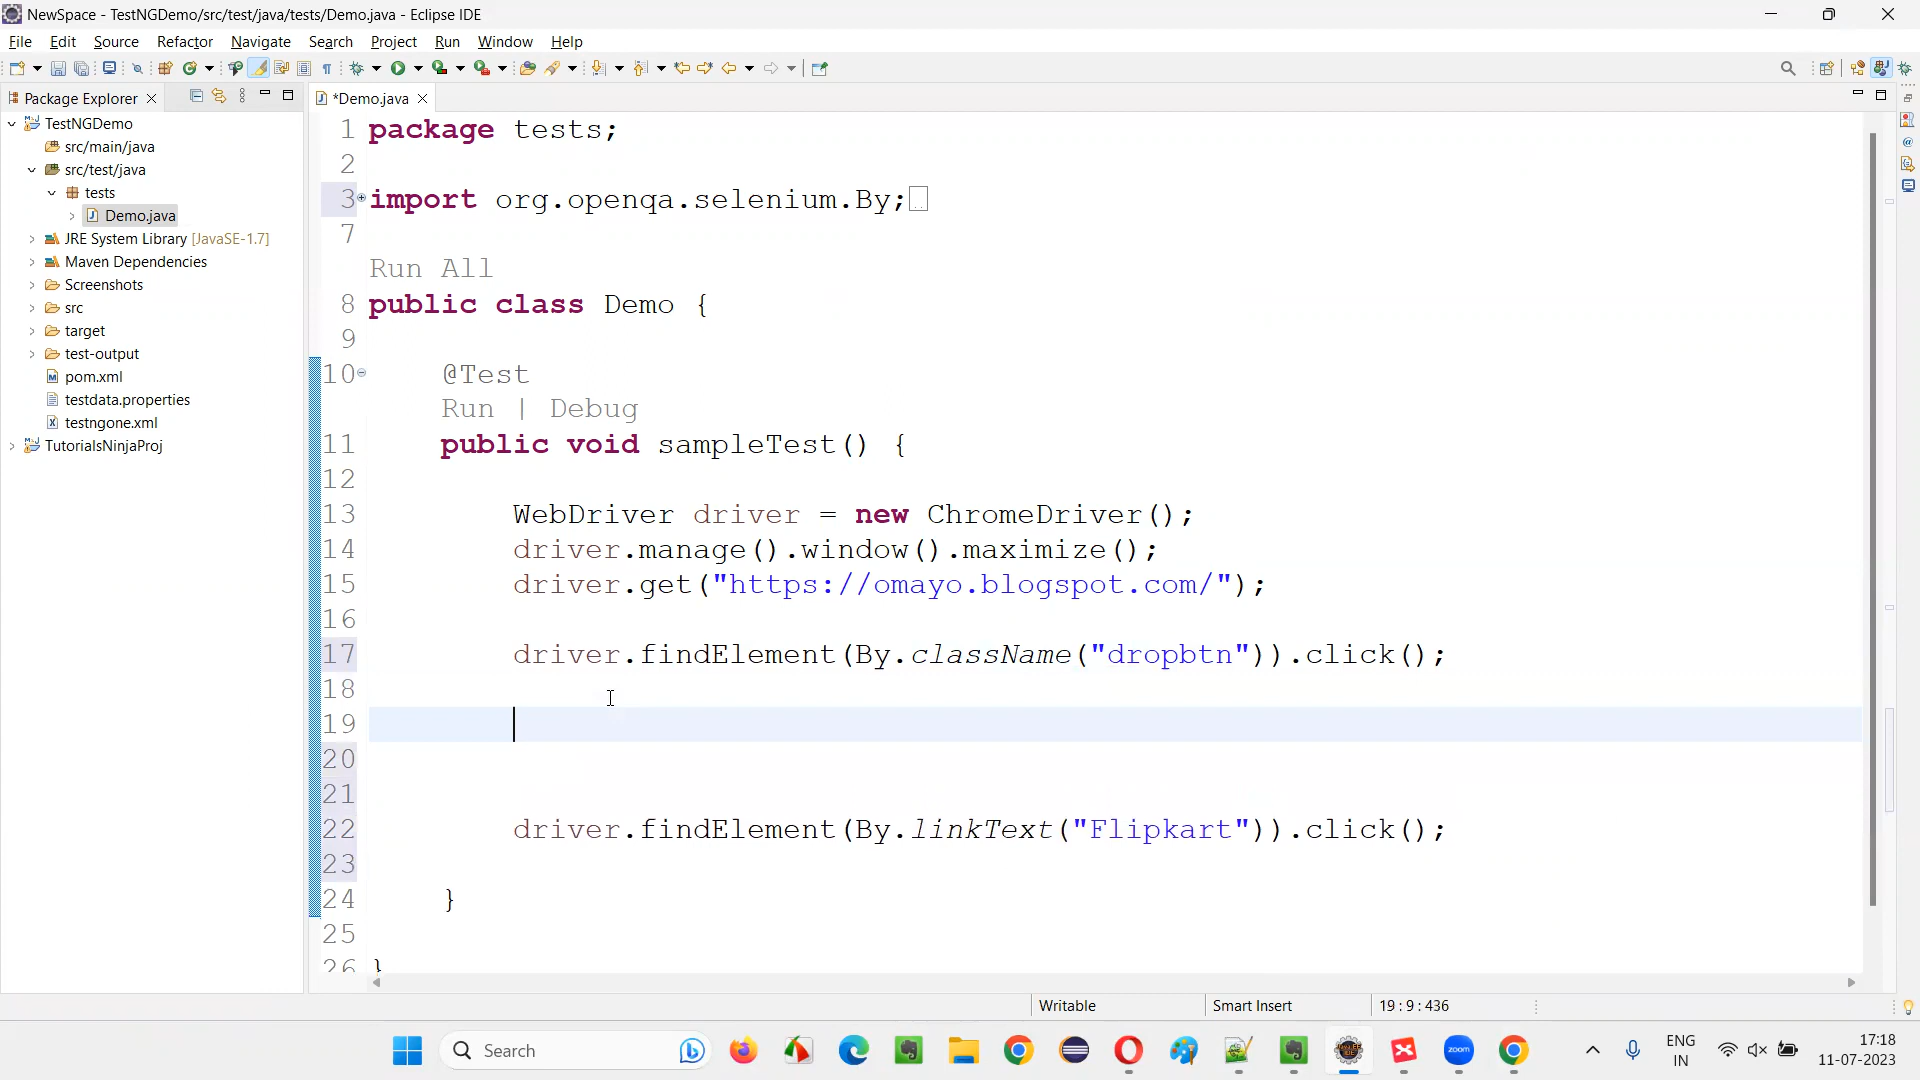 NewSpace - TestNGDemo/src/test/java/tests/Demo.java - Eclipse IDE
File Edit Source Refactor Navigate Search Project Run Window Help
Package Explorer
*Demo.java
TestNGDemo
src/main/java
src/test/java
tests
Demo.java
JRE System Library [JavaSE-1.7]
Maven Dependencies
Screenshots
src
target
test-output
pom.xml
testdata.properties
testngone.xml
TutorialsNinjaProj
1 package tests;
2
3 import org.openqa.selenium.By;
7
Run All
8 public class Demo {
9
10 @Test
Run | Debug
11 public void sampleTest() {
12
13 WebDriver driver = new ChromeDriver();
14 driver.manage().window().maximize();
15 driver.get("https://omayo.blogspot.com/");
16
17 driver.findElement(By.className("dropbtn")).click();
18
19
20
21
22 driver.findElement(By.linkText("Flipkart")).click();
23
24 }
25
26 }
Writable Smart Insert 19 : 9 : 436
Search
zoom
ENG
IN
17:18
11-07-2023